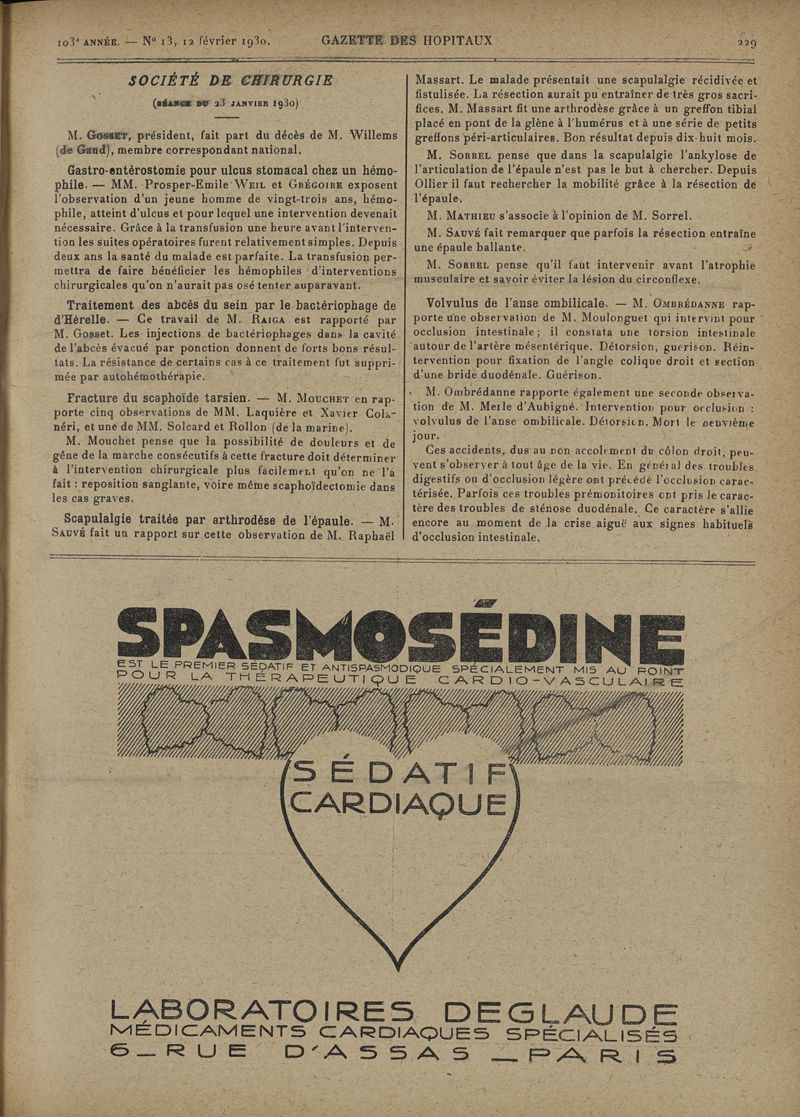 103e ANNÉE. — No 13, 12 février 1930.
GAZETTE DES HOPITAUX
229
SOCIÉTÉ DE CHIRURGIE
(SÉANCE DU 23 JANVIER 1930)
M. GOSSET, président, fait part du décès de M. Willems
(de Gand), membre correspondant national.
Gastro-entérostomie pour ulcus stomacal chez un hémo-
phile. — MM. Prosper-Emile WEIL et GRÉGOIRE exposent
l'observation d'un jeune homme de vingt-trois ans, hémo-
phile, atteint d'ulcus et pour lequel une intervention devenait
nécessaire. Grâce à la transfusion une heure avant l'interven-
tion les suites opératoires furent relativement simples. Depuis
deux ans la santé du malade est parfaite. La transfusion per-
mettra de faire bénéficier les hémophiles d'interventions
chirurgicales qu'on n'aurait pas osé tenter auparavant.
Traitement des abcès du sein par le bactériophage de
d'Hérelle. — Ce travail de M. RAIGA est rapporté par
M. Gosset. Les injections de bactériophages dans la cavité
de l'abcès évacué par ponction donnent de forts bons résul-
tats. La résistance de certains cas à ce traitement fut suppri-
mée par autohémothérapie.
Fracture du scaphoïde tarsien. — M. MOUCHET en rap-
porte cinq observations de MM. Laquière et Xavier Cola-
néri, et une de MM. Solcard et Rollon (de la marine).
M. Mouchet pense que la possibilité de douleurs et de
gêne de la marche consécutifs à cette fracture doit déterminer
à l'intervention chirurgicale plus facilement qu'on ne l'a
fait : reposition sanglante, voire même scaphoïdectomie dans
les cas graves.
Scapulalgie traitée par arthrodèse de l'épaule. — M.
SAUVÉ fait un rapport sur cette observation de M. Raphaël
Massart. Le malade présentait une scapulalgie récidivée et
fistulisée. La résection aurait pu entraîner de très gros sacri-
fices. M. Massart fit une arthrodèse grâce à un greffon tibial
placé en pont de la glène à l'humérus et à une série de petits
greffons péri-articulaires. Bon résultat depuis dix-huit mois.
M. SORREL pense que dans la scapulalgie l'ankylose de
l'articulation de l'épaule n'est pas le but à chercher. Depuis
Ollier il faut rechercher la mobilité grâce à la résection de
l'épaule.
M. MATHIEU s'associe à l'opinion de M. Sorrel.
M. SAUVÉ fait remarquer que parfois la résection entraîne
une épaule ballante.
M. SORREL pense qu'il faut intervenir avant l'atrophie
musculaire et savoir éviter la lésion du circonflexe.
Volvulus de l'anse ombilicale. — M. OMBRÉDANNE rap-
porte une observation de M. Moulonguet qui intervint pour
occlusion intestinale ; il constata une torsion intestinale
autour de l'artère mésentérique. Détorsion, guérison. Réin-
tervention pour fixation de l'angle colique droit et section
d'une bride duodénale. Guérison.
M. Ombrédanne rapporte également une seconde observa-
tion de M. Merle d'Aubigné. Intervention pour occlusion :
volvulus de l'anse ombilicale. Détorsion. Mort le neuvième
jour.
Ces accidents, dus au non accolement du côlon droit, peu-
vent s'observer à tout âge de la vie. En général des troubles
digestifs ou d'occlusion légère ont précédé l'occlusion carac-
térisée. Parfois ces troubles prémonitoires ont pris le carac-
tère des troubles de sténose duodénale. Ce caractère s'allie
encore au moment de la crise aiguë aux signes habituels
d'occlusion intestinale.
SPASMOSÉDINE
EST LE PREMIER SÉDATIF ET ANTISPASMODIQUE SPÉCIALEMENT MIS AU POINT
POUR LA THÉRAPEUTIQUE CARDIO-VASCULAIRE
SÉDATIF
CARDIAQUE
LABORATOIRES DEGLAUDE
MÉDICAMENTS CARDIAQUES SPÉCIALISÉS
6 — RUE D'ASSAS — PARIS